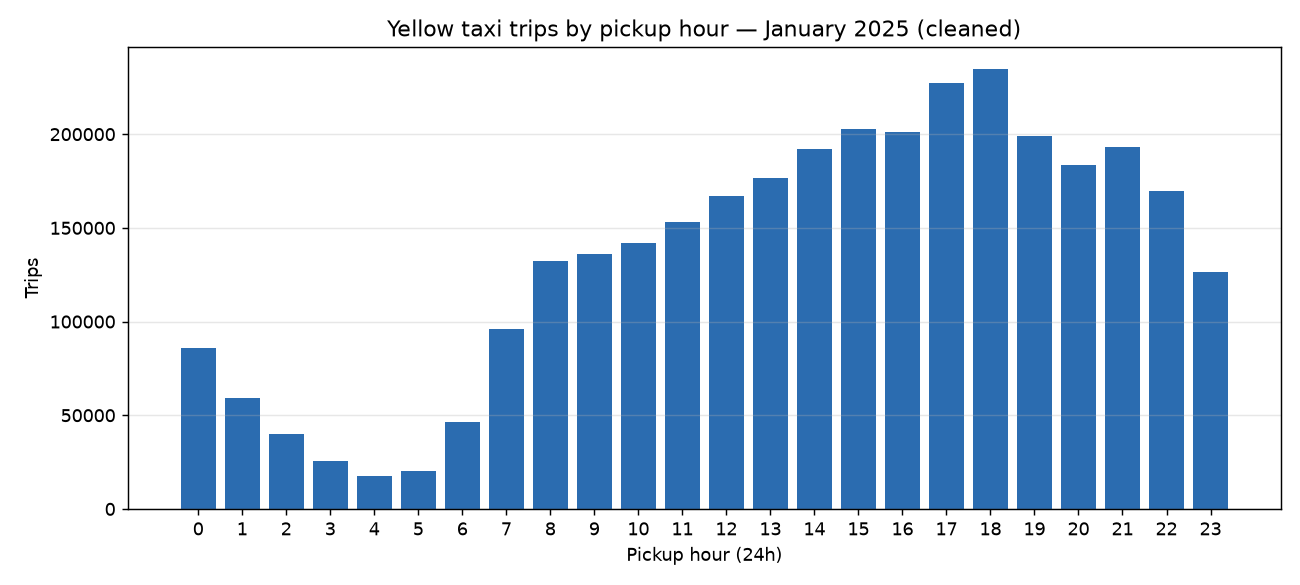 Yellow taxi trips by pickup hour — January 2025 (cleaned)
Trips
200000
150000
100000
50000
0
0 1 2 3 4 5 6 7 8 9 10 11 12 13 14 15 16 17 18 19 20 21 22 23
Pickup hour (24h)